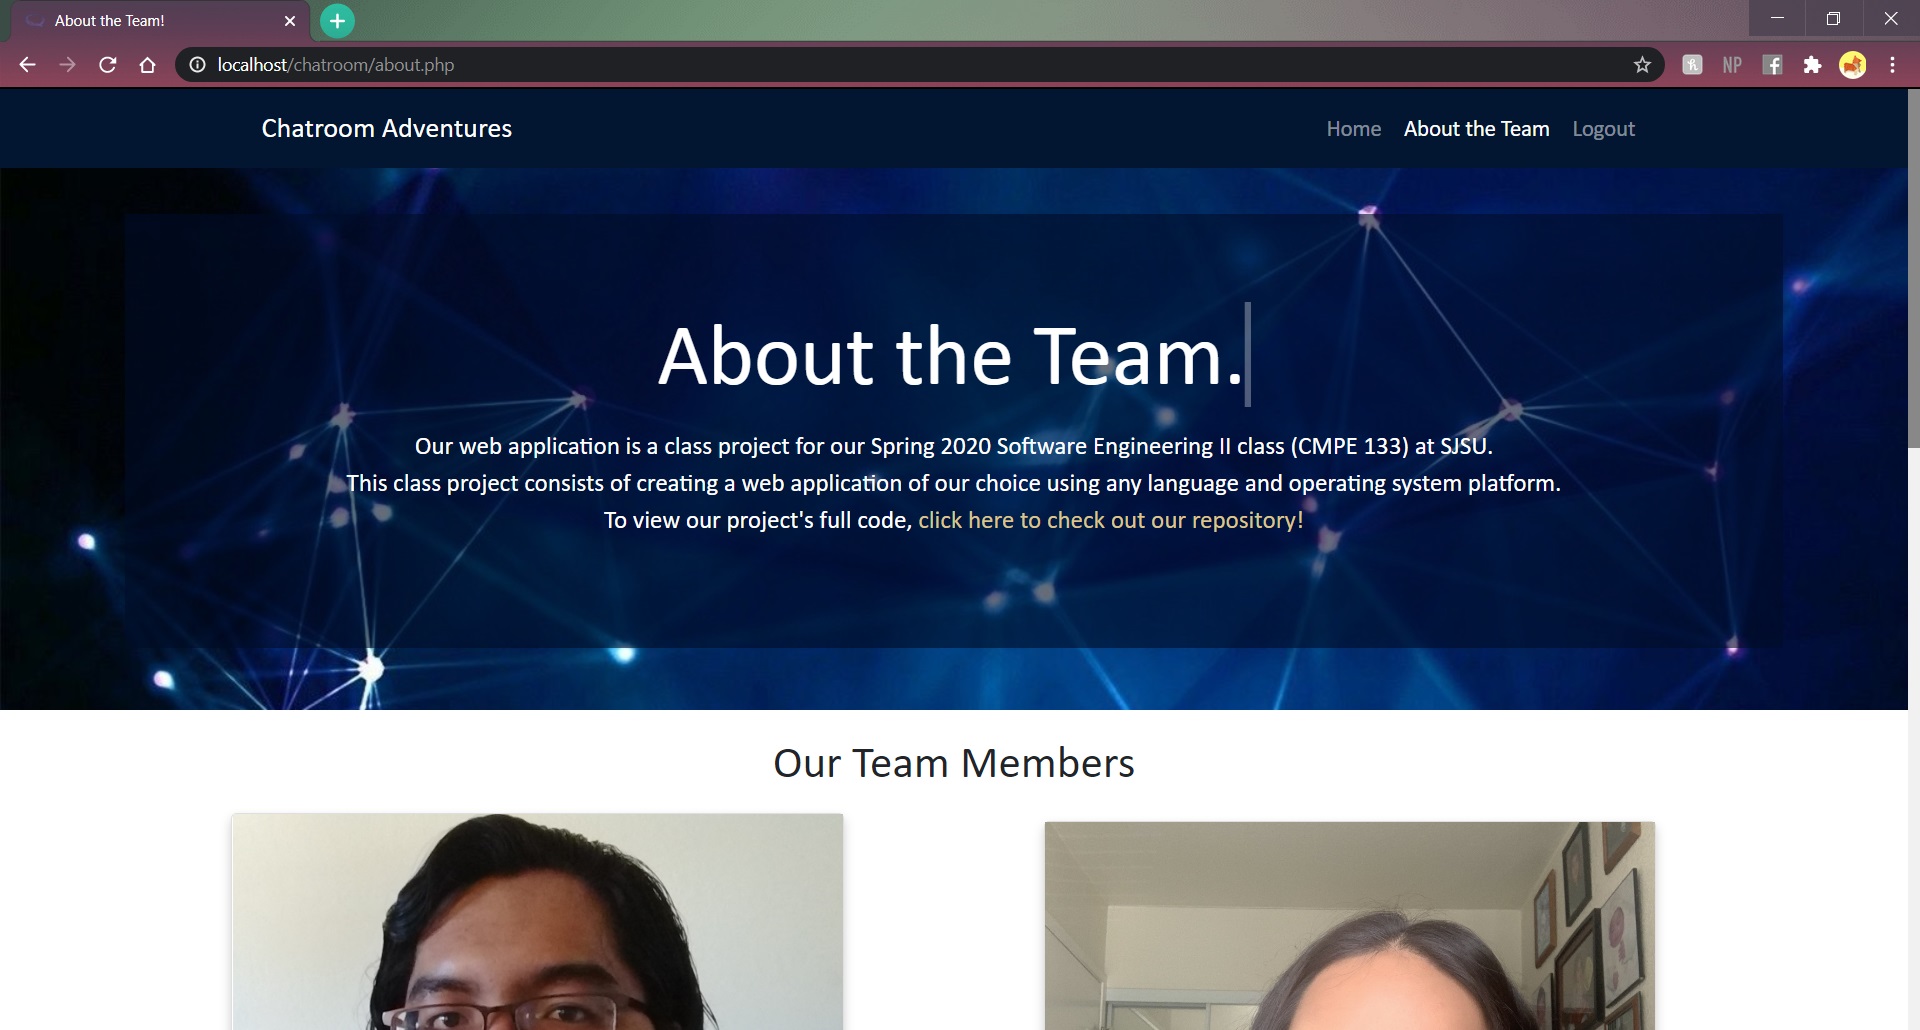 About the Team!
localhost/chatroom/about.php
NP
Chatroom Adventures
Home About the Team Logout
About the Team.
Our web application is a class project for our Spring 2020 Software Engineering II class (CMPE 133) at SJSU.
This class project consists of creating a web application of our choice using any language and operating system platform.
To view our project's full code, click here to check out our repository!
Our Team Members